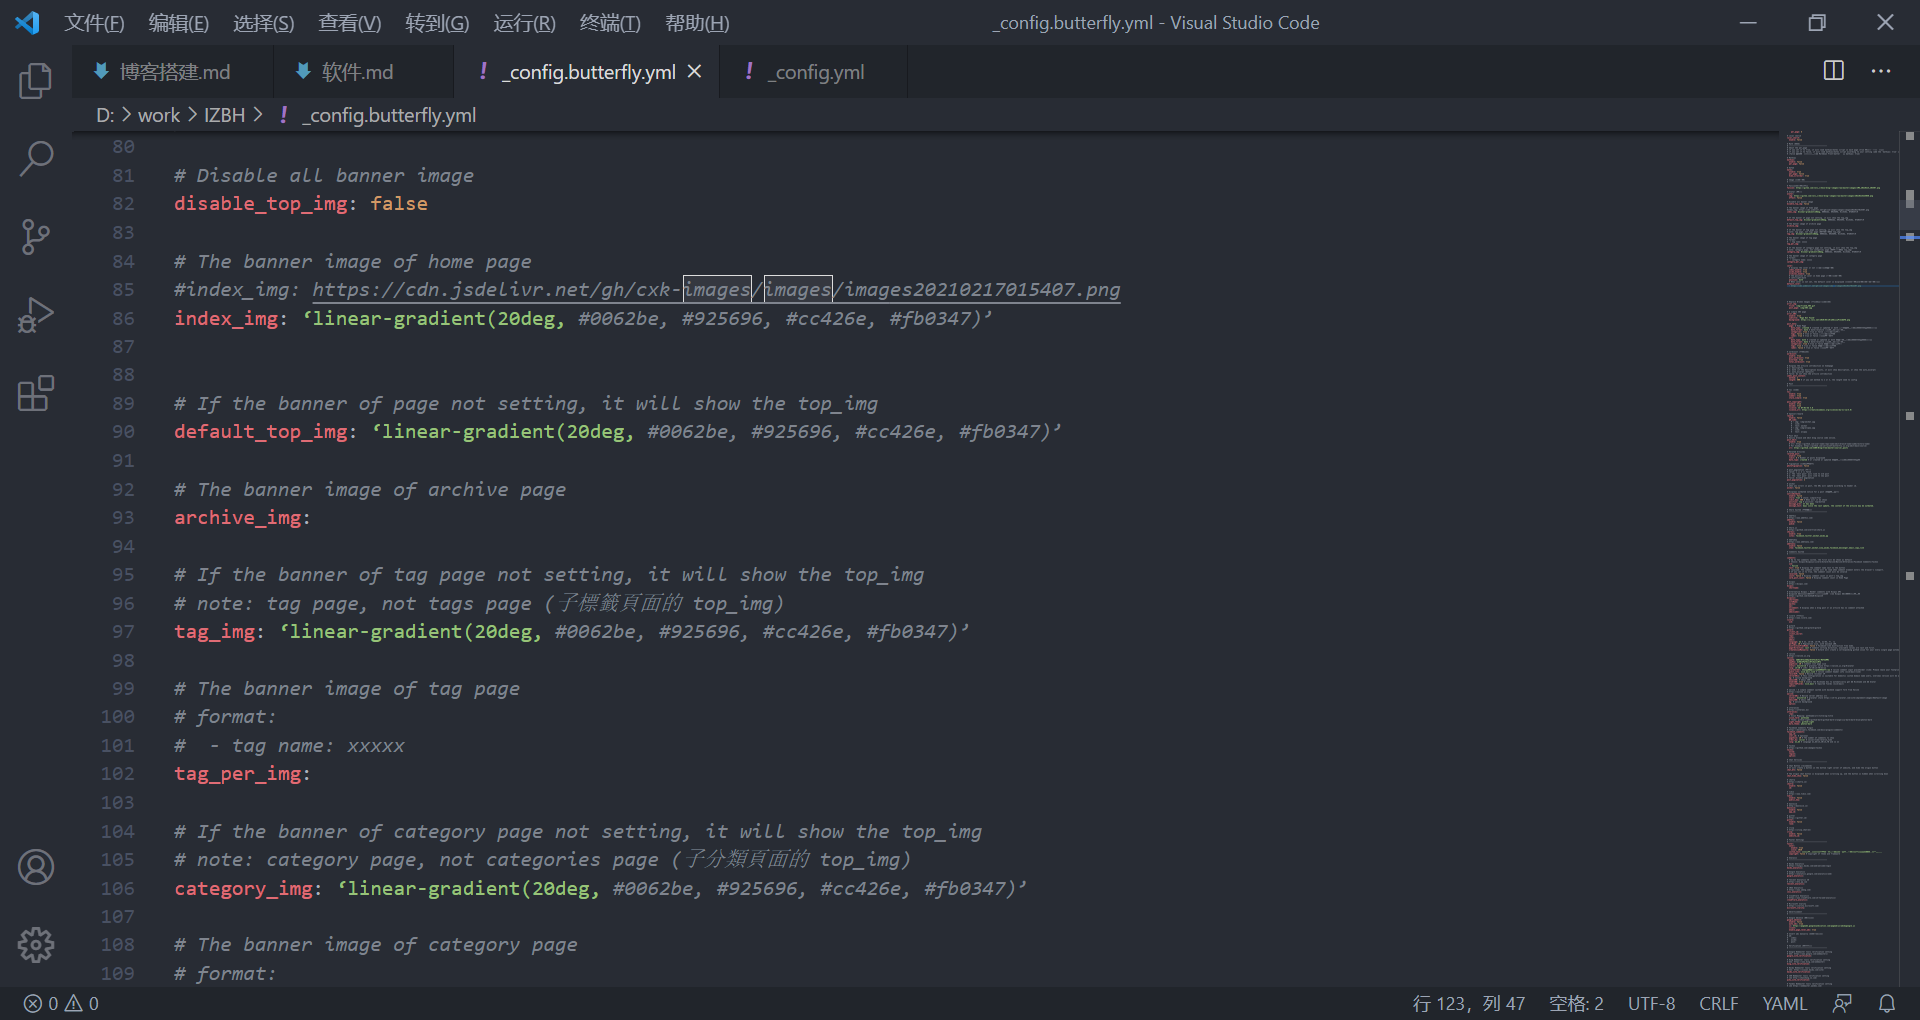 文件(F) 编辑(E) 选择(S) 查看(V) 转到(G) 运行(R) 终端(T) 帮助(H) _config.butterfly.yml - Visual Studio Code
博客搭建.md 软件.md ! _config.butterfly.yml ! _config.yml
D: > work > IZBH > ! _config.butterfly.yml
80
81 # Disable all banner image
82 disable_top_img: false
83
84 # The banner image of home page
85 #index_img: https://cdn.jsdelivr.net/gh/cxk-images/images/images20210217015407.png
86 index_img: ‘linear-gradient(20deg, #0062be, #925696, #cc426e, #fb0347)’
87
88
89 # If the banner of page not setting, it will show the top_img
90 default_top_img: ‘linear-gradient(20deg, #0062be, #925696, #cc426e, #fb0347)’
91
92 # The banner image of archive page
93 archive_img:
94
95 # If the banner of tag page not setting, it will show the top_img
96 # note: tag page, not tags page (子標籤頁面的 top_img)
97 tag_img: ‘linear-gradient(20deg, #0062be, #925696, #cc426e, #fb0347)’
98
99 # The banner image of tag page
100 # format:
101 #  - tag name: xxxxx
102 tag_per_img:
103
104 # If the banner of category page not setting, it will show the top_img
105 # note: category page, not categories page (子分類頁面的 top_img)
106 category_img: ‘linear-gradient(20deg, #0062be, #925696, #cc426e, #fb0347)’
107
108 # The banner image of category page
109 # format:
0 0 行 123, 列 47 空格: 2 UTF-8 CRLF YAML